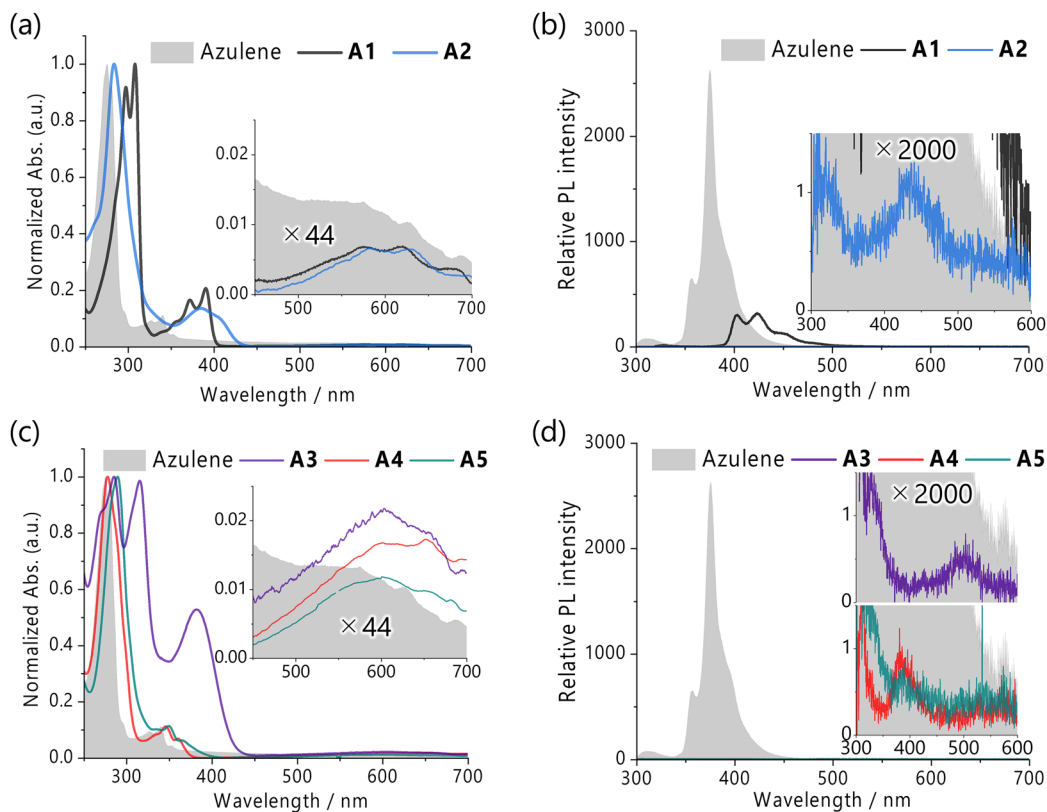 (a)
Azulene A1 A2
Normalized Abs. (a.u.)
1.0
0.8
0.6
0.4
0.2
0.0
300 400 500 600 700
Wavelength / nm
0.02
0.01
0.00
500 600 700
× 44
(b)
Azulene A1 A2
Relative PL intensity
3000
2500
2000
1500
1000
500
0
300 400 500 600 700
Wavelength / nm
× 2000
1
0
300 400 500 600
(c)
Azulene A3 A4 A5
Normalized Abs. (a.u.)
1.0
0.8
0.6
0.4
0.2
0.0
300 400 500 600 700
Wavelength / nm
0.02
0.01
0.00
500 600 700
× 44
(d)
Azulene A3 A4 A5
Relative PL intensity
3000
2500
2000
1500
1000
500
0
300 400 500 600 700
Wavelength / nm
× 2000
1
0
1
0
300 400 500 600